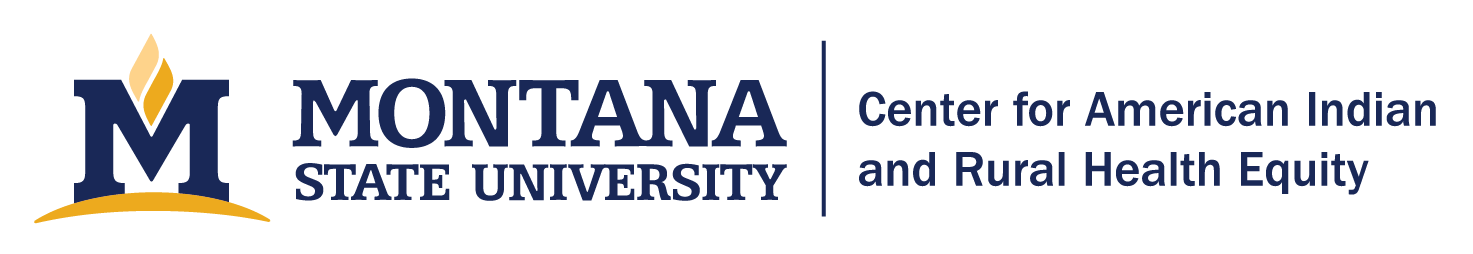 M
MONTANA
STATE UNIVERSITY
Center for American Indian
and Rural Health Equity